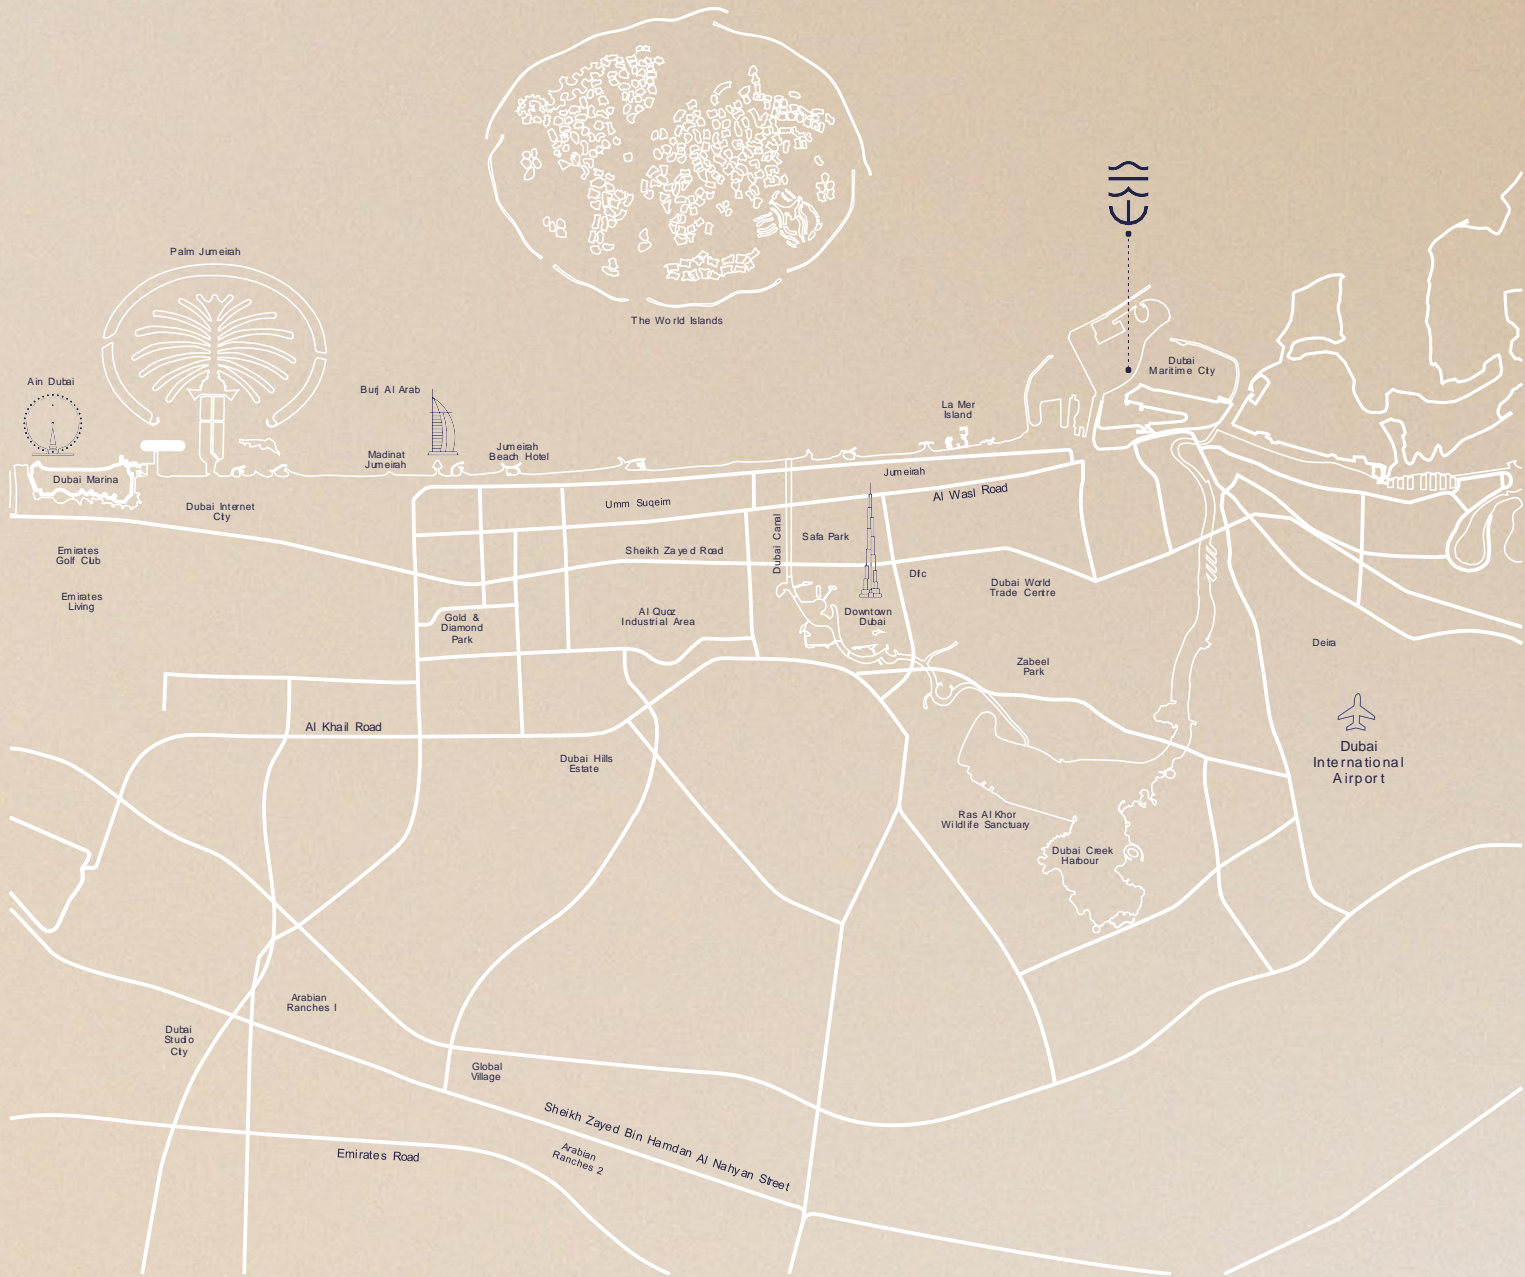 Palm Jumeirah
The World Islands
Dubai
Maritime City
Ain Dubai
Burj Al Arab
La Mer
Island
Madinat
Jumeirah
Jumeirah
Beach Hotel
Jumeirah
Dubai Marina
Al Wasl Road
Umm Suqeim
Dubai Internet
City
Dubai Canal
Safa Park
Sheikh Zayed Road
Emirates
Golf Club
Difc
Dubai World
Trade Centre
Emirates
Living
Gold &
Diamond
Park
Al Quoz
Industrial Area
Downtown
Dubai
Deira
Zabeel
Park
Al Khail Road
Dubai
International
Airport
Dubai Hills
Estate
Ras Al Khor
Wildlife Sanctuary
Dubai Creek
Harbour
Arabian
Ranches I
Dubai
Studio
City
Global
Village
Sheikh Zayed Bin Hamdan Al Nahyan Street
Emirates Road
Arabian
Ranches 2